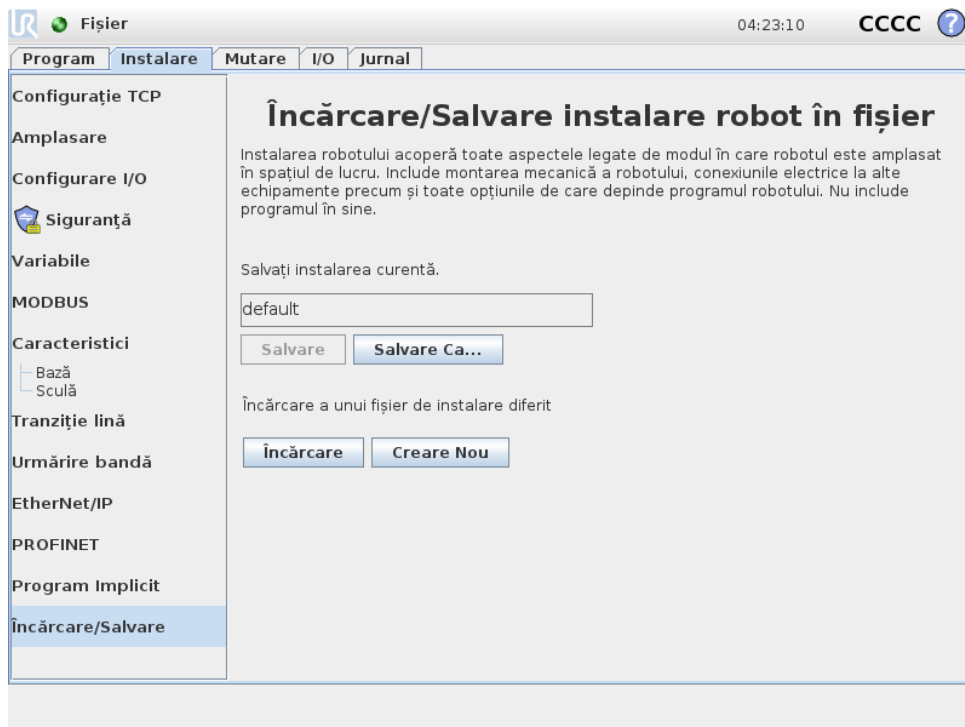 UR Fișier 04:23:10 CCCC ?
Program Instalare Mutare I/O Jurnal
Configurație TCP
Amplasare
Configurare I/O
Siguranţă
Variabile
MODBUS
Caracteristici
Bază
Sculă
Tranziție lină
Urmărire bandă
EtherNet/IP
PROFINET
Program Implicit
Încărcare/Salvare
Încărcare/Salvare instalare robot în fișier
Instalarea robotului acoperă toate aspectele legate de modul în care robotul este amplasat
în spațiul de lucru. Include montarea mecanică a robotului, conexiunile electrice la alte
echipamente precum și toate opțiunile de care depinde programul robotului. Nu include
programul în sine.
Salvați instalarea curentă.
default
Salvare Salvare Ca...
Încărcare a unui fișier de instalare diferit
Încărcare Creare Nou